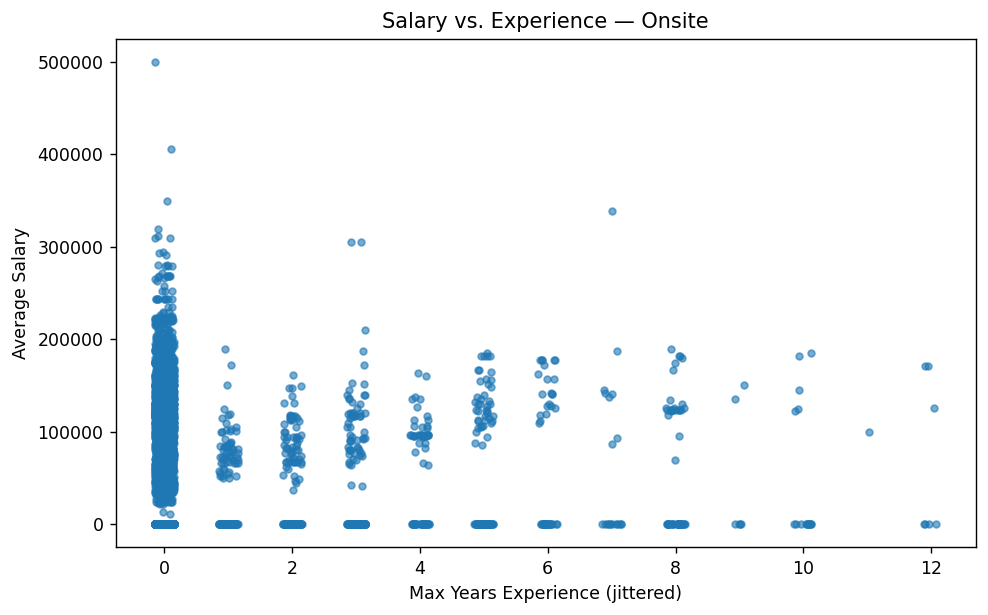 Salary vs. Experience — Onsite
Average Salary
500000
400000
300000
200000
100000
0
0 2 4 6 8 10 12
Max Years Experience (jittered)